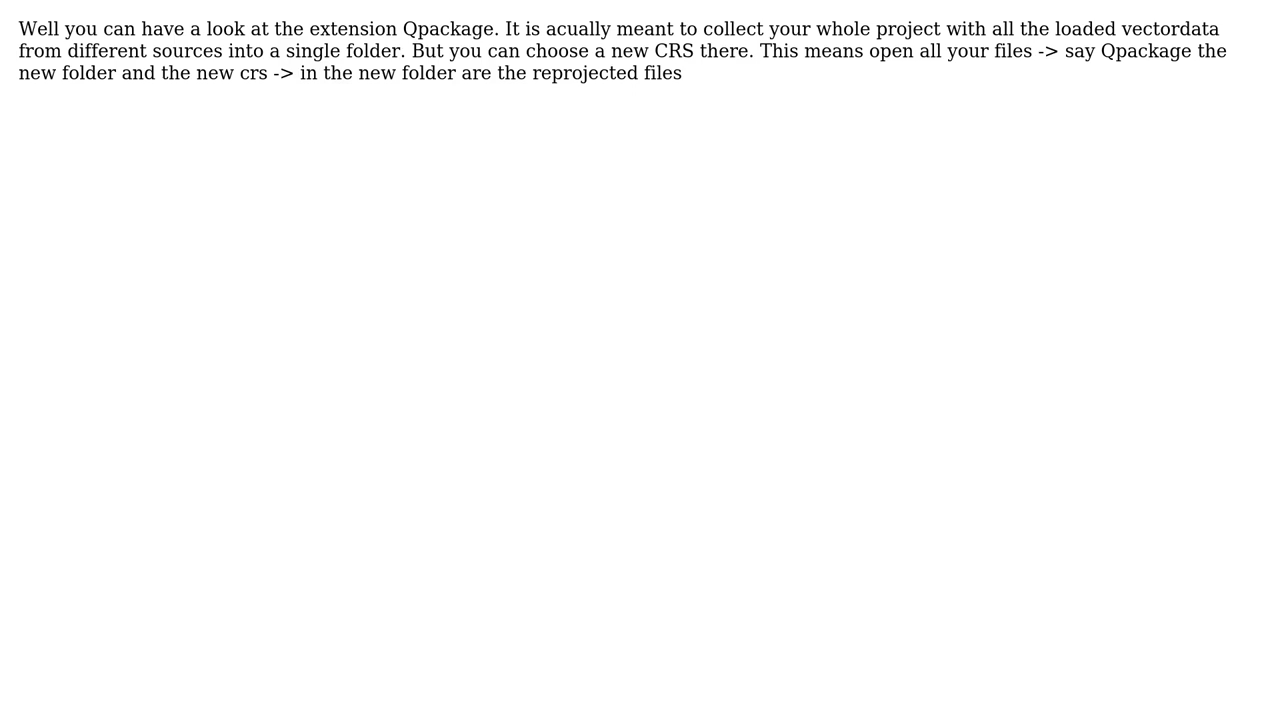 Well you can have a look at the extension Qpackage. It is acually meant to collect your whole project with all the loaded vectordata
from different sources into a single folder. But you can choose a new CRS there. This means open all your files -> say Qpackage the
new folder and the new crs -> in the new folder are the reprojected files